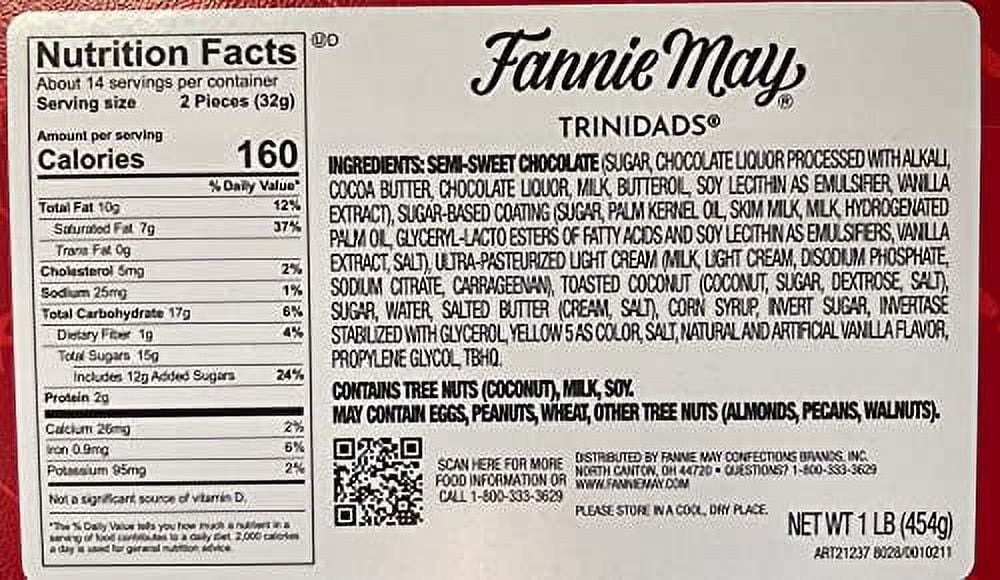 Nutrition Facts
About 14 servings per container
Serving size 2 Pieces (32g)
Amount per serving
Calories 160
% Daily Value*
Total Fat 10g 12%
Saturated Fat 7g 37%
Trans Fat 0g
Cholesterol 5mg 2%
Sodium 25mg 1%
Total Carbohydrate 17g 6%
Dietary Fiber 1g 4%
Total Sugars 15g
Includes 12g Added Sugars 24%
Protein 2g
Calcium 26mg 2%
Iron 0.9mg 6%
Potassium 95mg 2%
Not a significant source of vitamin D.
*The % Daily Value tells you how much a nutrient in a
serving of food contributes to a daily diet. 2,000 calories
a day is used for general nutrition advice.
Ⓤ D
Fannie May®
TRINIDADS®
INGREDIENTS: SEMI-SWEET CHOCOLATE (SUGAR, CHOCOLATE LIQUOR PROCESSED WITH ALKALI,
COCOA BUTTER, CHOCOLATE LIQUOR, MILK, BUTTEROIL, SOY LECITHIN AS EMULSIFIER, VANILLA
EXTRACT), SUGAR-BASED COATING (SUGAR, PALM KERNEL OIL, SKIM MILK, MILK, HYDROGENATED
PALM OIL, GLYCERYL-LACTO ESTERS OF FATTY ACIDS AND SOY LECITHIN AS EMULSIFIERS, VANILLA
EXTRACT, SALT), ULTRA-PASTEURIZED LIGHT CREAM (MILK, LIGHT CREAM, DISODIUM PHOSPHATE,
SODIUM CITRATE, CARRAGEENAN), TOASTED COCONUT (COCONUT, SUGAR, DEXTROSE, SALT),
SUGAR, WATER, SALTED BUTTER (CREAM, SALT), CORN SYRUP, INVERT SUGAR, INVERTASE
STABILIZED WITH GLYCEROL, YELLOW 5 AS COLOR, SALT, NATURAL AND ARTIFICIAL VANILLA FLAVOR,
PROPYLENE GLYCOL, TBHQ.
CONTAINS TREE NUTS (COCONUT), MILK, SOY.
MAY CONTAIN EGGS, PEANUTS, WHEAT, OTHER TREE NUTS (ALMONDS, PECANS, WALNUTS).
SCAN HERE FOR MORE
FOOD INFORMATION OR
CALL 1-800-333-3629
DISTRIBUTED BY FANNIE MAY CONFECTIONS BRANDS, INC.
NORTH CANTON, OH 44720 • QUESTIONS? 1-800-333-3629
WWW.FANNIEMAY.COM
PLEASE STORE IN A COOL, DRY PLACE.
NET WT 1 LB (454g)
ART21237 8028/0010211